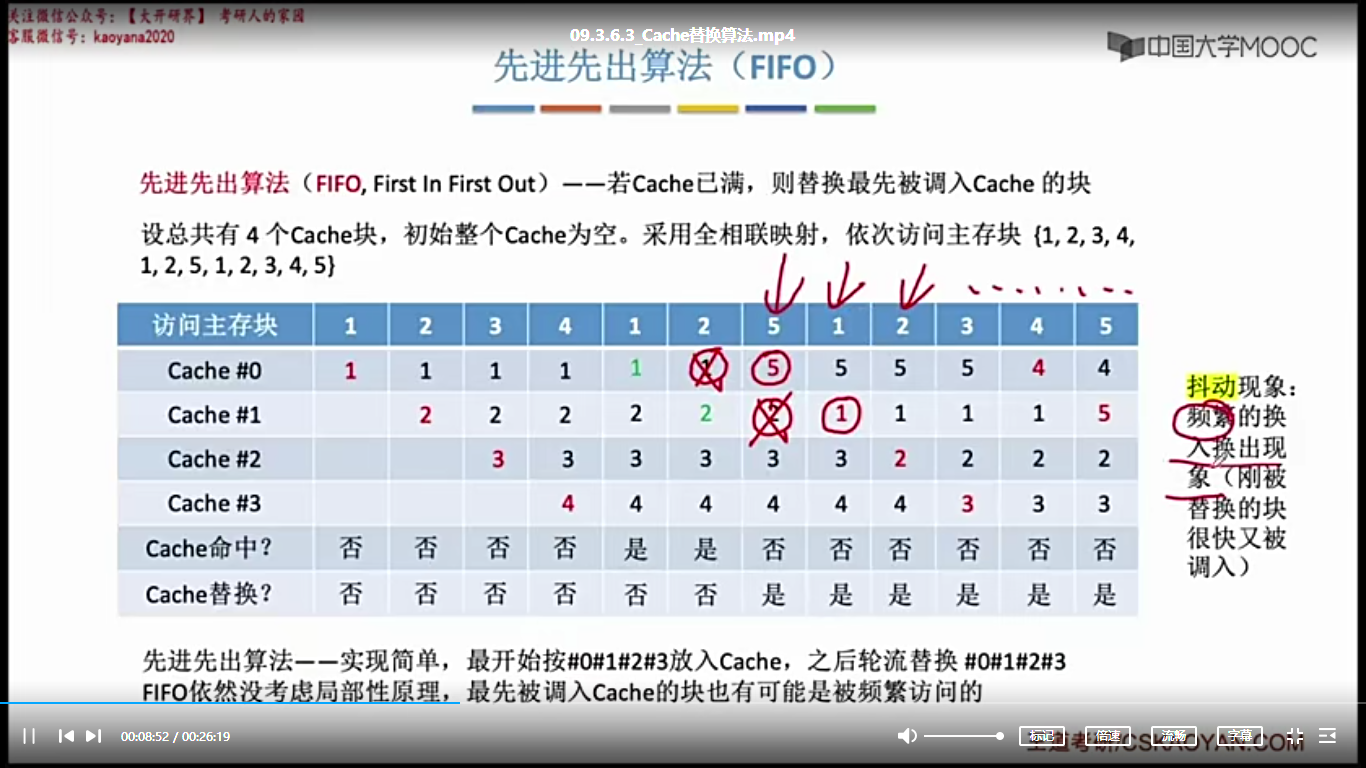 关注微信公众号：【大开研界】 考研人的家园
客服微信号：kaoyana2020
09.3.6.3_Cache替换算法.mp4
中国大学MOOC
先进先出算法（FIFO）
先进先出算法（FIFO, First In First Out）——若Cache已满，则替换最先被调入Cache 的块
设总共有 4 个Cache块，初始整个Cache为空。采用全相联映射，依次访问主存块 {1, 2, 3, 4,
1, 2, 5, 1, 2, 3, 4, 5}
访问主存块 1 2 3 4 1 2 5 1 2 3 4 5
Cache #0 1 1 1 1 1 1 5 5 5 5 4 4
Cache #1 2 2 2 2 2 2 1 1 1 1 5
Cache #2 3 3 3 3 3 3 2 2 2 2
Cache #3 4 4 4 4 4 4 3 3 3
Cache命中？ 否 否 否 否 是 是 否 否 否 否 否 否
Cache替换？ 否 否 否 否 否 否 是 是 是 是 是 是
抖动现象：
频繁的换
入换出现
象（刚被
替换的块
很快又被
调入）
先进先出算法——实现简单，最开始按#0#1#2#3放入Cache，之后轮流替换 #0#1#2#3
FIFO依然没考虑局部性原理，最先被调入Cache的块也有可能是被频繁访问的
00:08:52 / 00:26:19
标记
倍速
流畅
字幕
王道考研/CSKAOYAN.COM